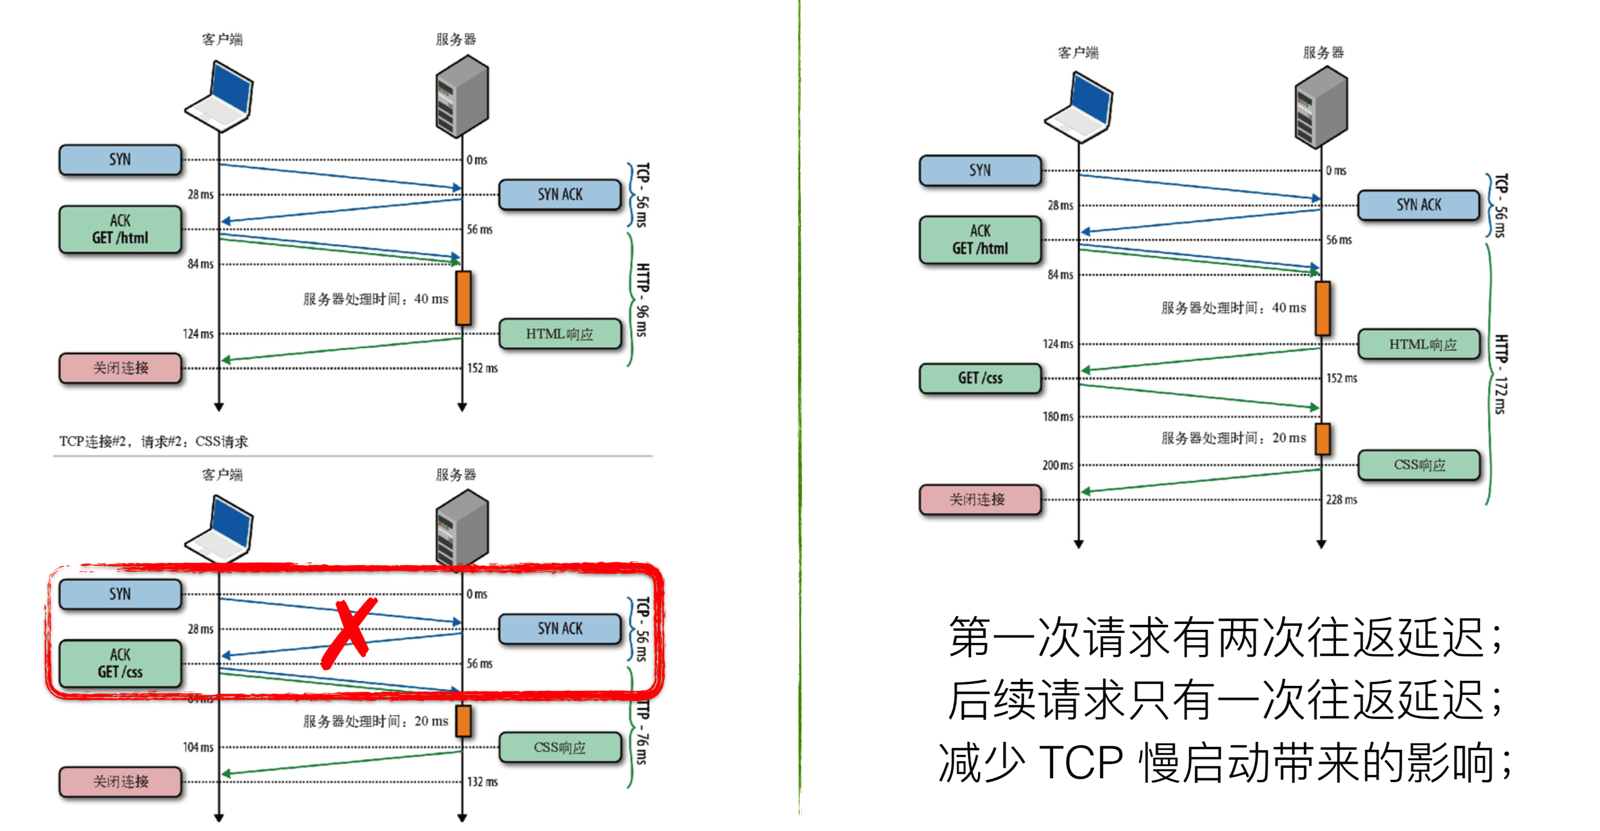 客户端
服务器
SYN
0 ms
28 ms
SYN ACK
TCP - 56 ms
ACK
GET /html
56 ms
84 ms
服务器处理时间：40 ms
HTTP - 96 ms
124 ms
HTML响应
关闭连接
152 ms
TCP连接#2，请求#2：CSS请求
客户端
服务器
SYN
0 ms
28 ms
SYN ACK
TCP - 56 ms
ACK
GET /css
56 ms
服务器处理时间：20 ms
76 ms
104 ms
CSS响应
关闭连接
132 ms
客户端
服务器
SYN
0 ms
28 ms
SYN ACK
TCP - 56 ms
ACK
GET /html
56 ms
84 ms
服务器处理时间：40 ms
124 ms
HTML响应
HTTP - 172 ms
GET /css
152 ms
180 ms
服务器处理时间：20 ms
200 ms
CSS响应
关闭连接
228 ms
第一次请求有两次往返延迟；
后续请求只有一次往返延迟；
减少 TCP 慢启动带来的影响；